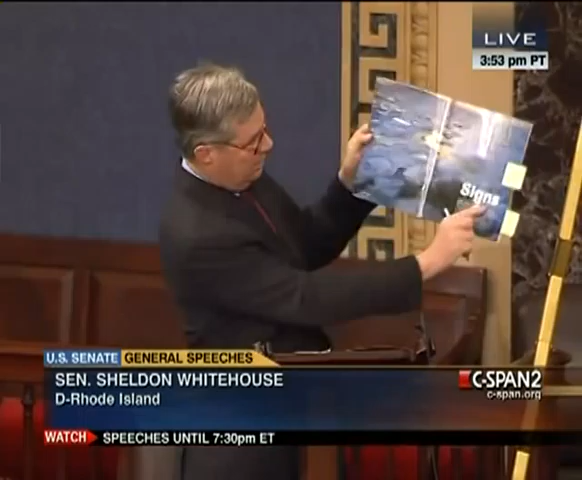 LIVE
3:53 pm PT
Signs
U.S. SENATE GENERAL SPEECHES
SEN. SHELDON WHITEHOUSE
D-Rhode Island
C-SPAN2
c-span.org
WATCH SPEECHES UNTIL 7:30pm ET